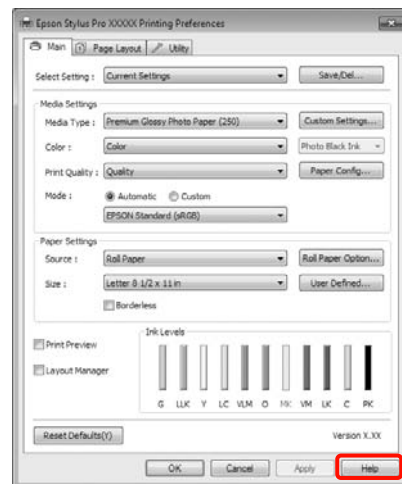 Epson Stylus Pro XXXXX Printing Preferences
Main Page Layout Utility
Select Setting : Current Settings Save/Del...
Media Settings
Media Type : Premium Glossy Photo Paper (250) Custom Settings...
Color : Color Photo Black Ink
Print Quality : Quality Paper Config...
Mode : Automatic Custom
EPSON Standard (sRGB)
Paper Settings
Source : Roll Paper Roll Paper Option...
Size : Letter 8 1/2 x 11 in User Defined...
Borderless
Ink Levels
Print Preview
Layout Manager
G LLK Y LC VLM O MK VM LK C PK
Reset Defaults(Y) Version X.XX
OK Cancel Apply Help